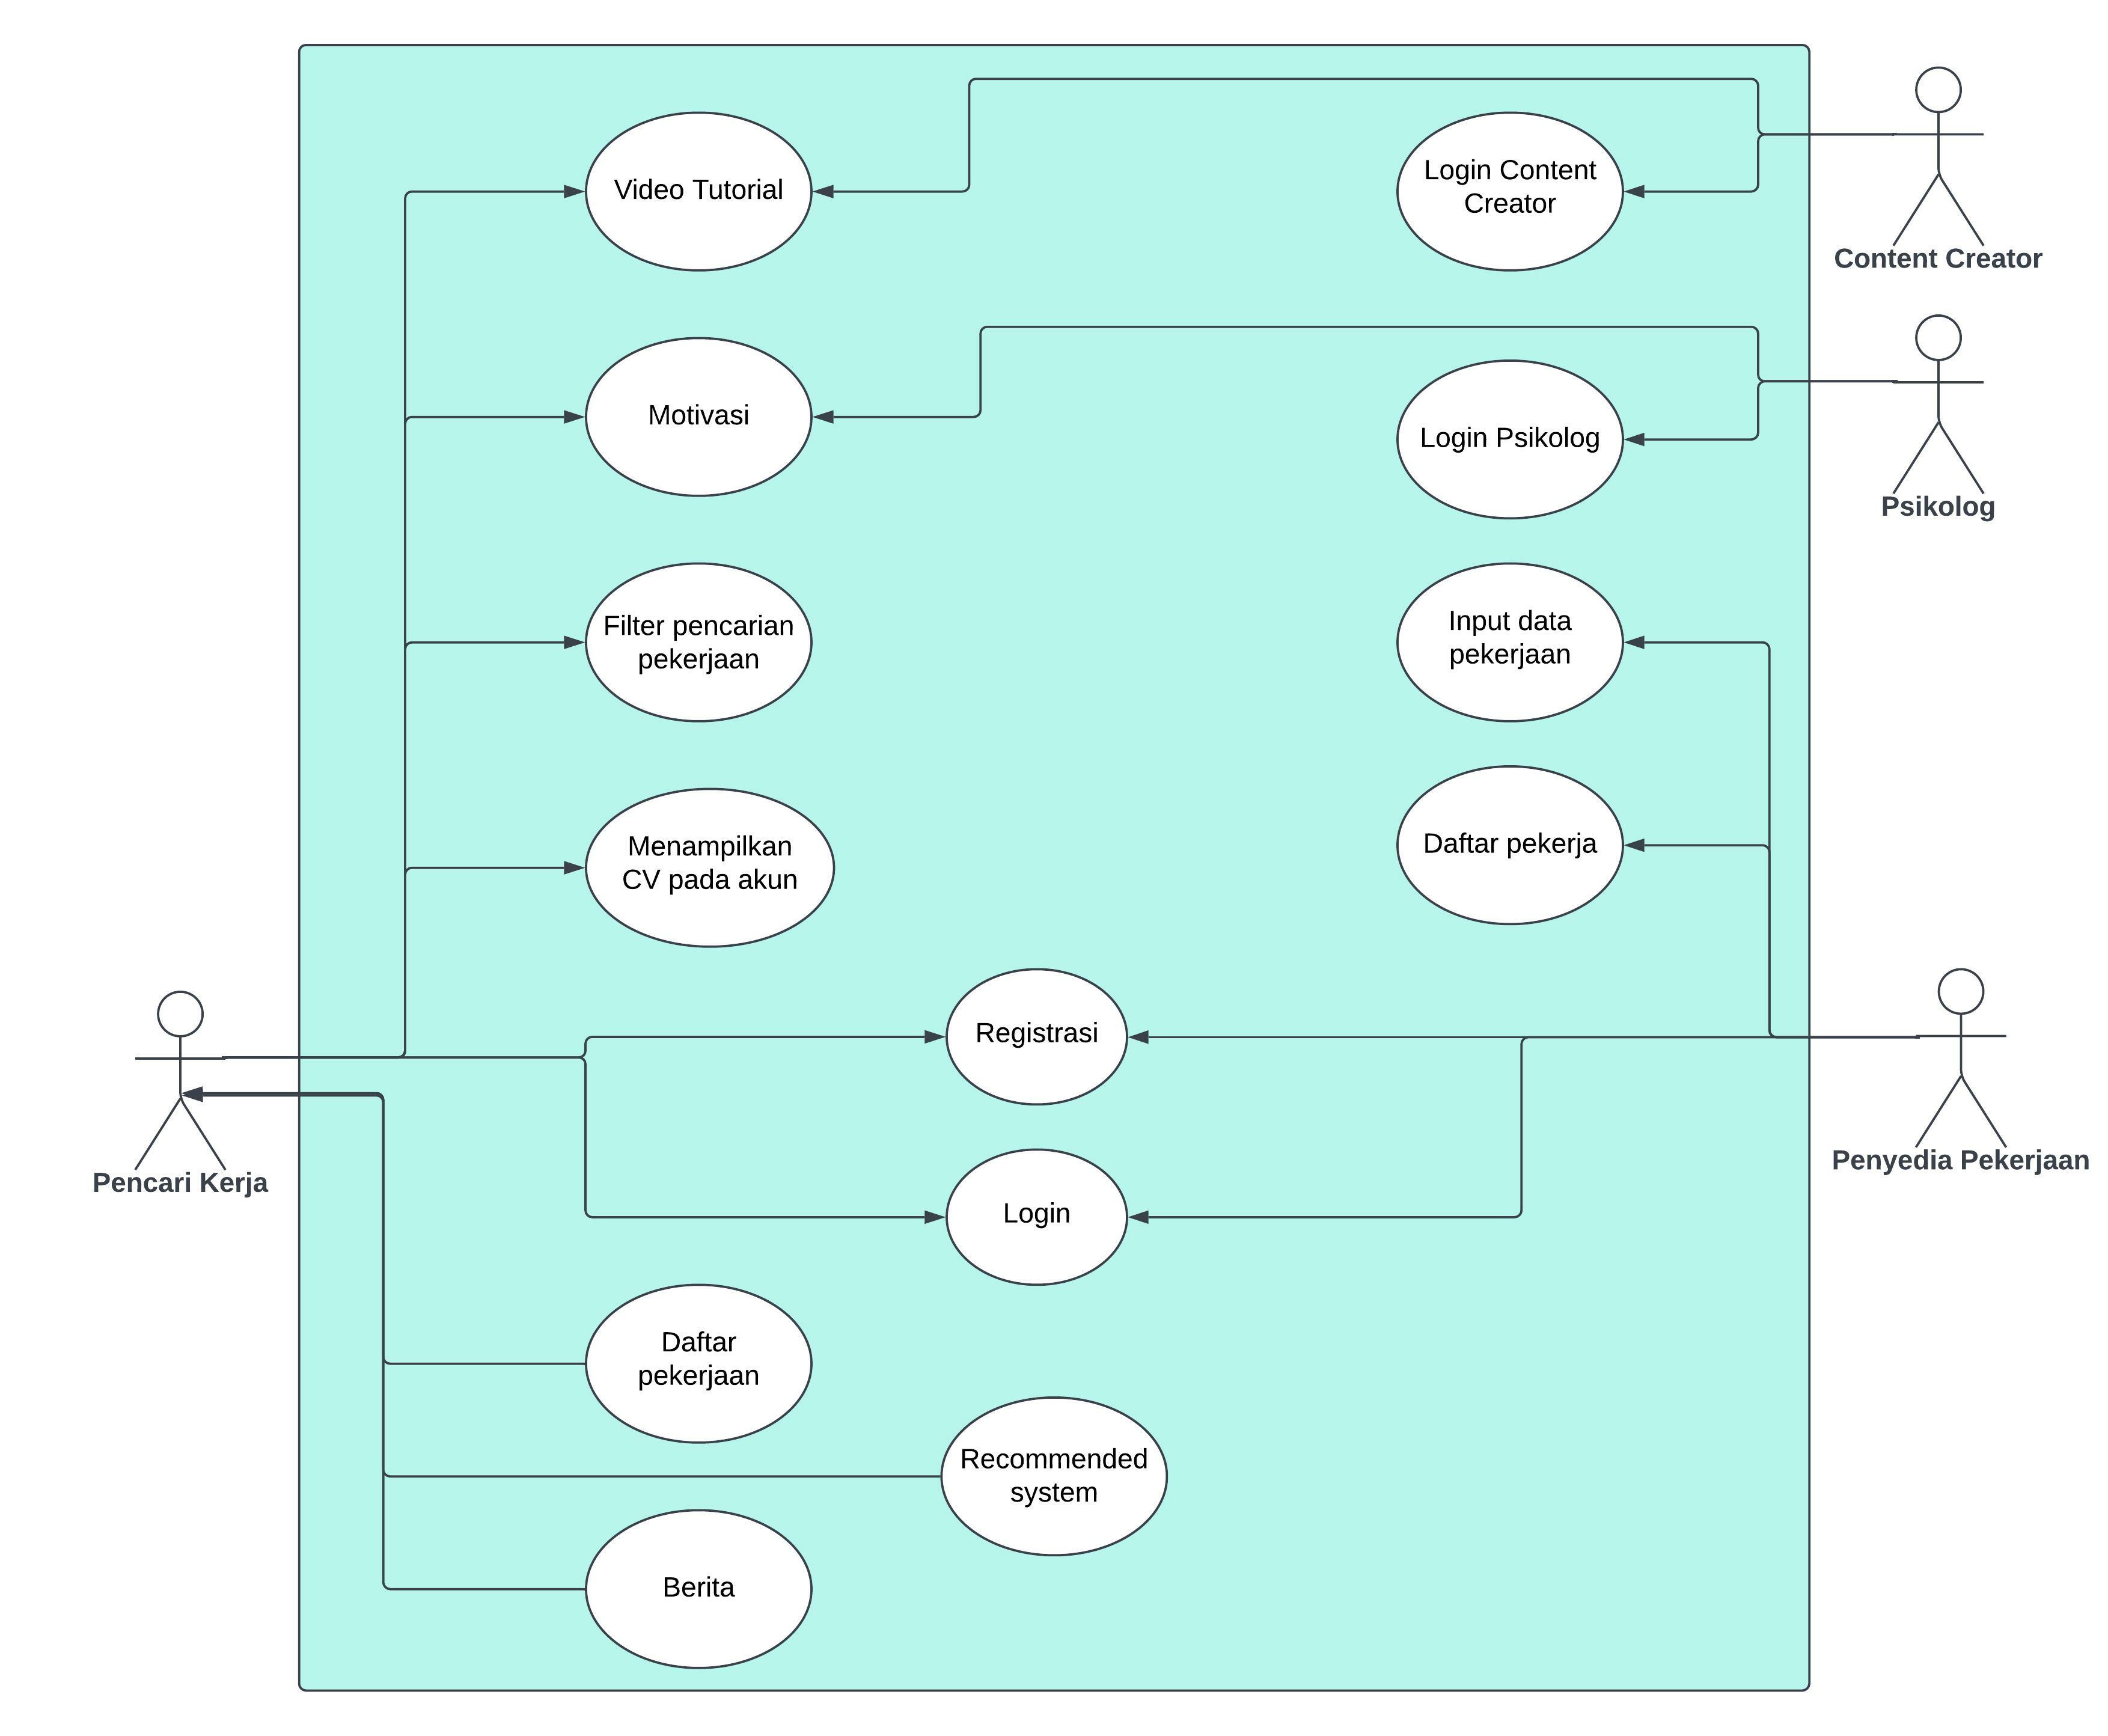 Video Tutorial
Login Content
Creator
Content Creator
Motivasi
Login Psikolog
Psikolog
Filter pencarian
pekerjaan
Input data
pekerjaan
Menampilkan
CV pada akun
Daftar pekerja
Registrasi
Pencari Kerja
Penyedia Pekerjaan
Login
Daftar
pekerjaan
Recommended
system
Berita